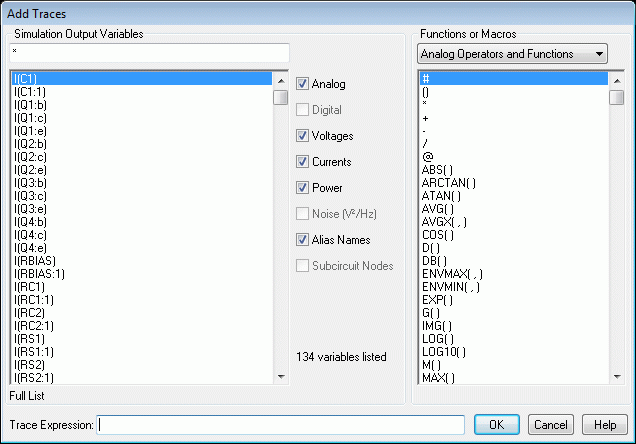 Add Traces
Simulation Output Variables
*
I(C1)
I(C1:1)
I(Q1:b)
I(Q1:c)
I(Q1:e)
I(Q2:b)
I(Q2:c)
I(Q2:e)
I(Q3:b)
I(Q3:c)
I(Q3:e)
I(Q4:b)
I(Q4:c)
I(Q4:e)
I(RBIAS)
I(RBIAS:1)
I(RC1)
I(RC1:1)
I(RC2)
I(RC2:1)
I(RS1)
I(RS1:1)
I(RS2)
I(RS2:1)
Full List
Analog
Digital
Voltages
Currents
Power
Noise (V²/Hz)
Alias Names
Subcircuit Nodes
134 variables listed
Functions or Macros
Analog Operators and Functions
#
()
*
+
-
/
@
ABS( )
ARCTAN( )
ATAN( )
AVG( )
AVGX( , )
COS( )
D( )
DB( )
ENVMAX( , )
ENVMIN( , )
EXP( )
G( )
IMG( )
LOG( )
LOG10( )
M( )
MAX( )
Trace Expression:
OK
Cancel
Help